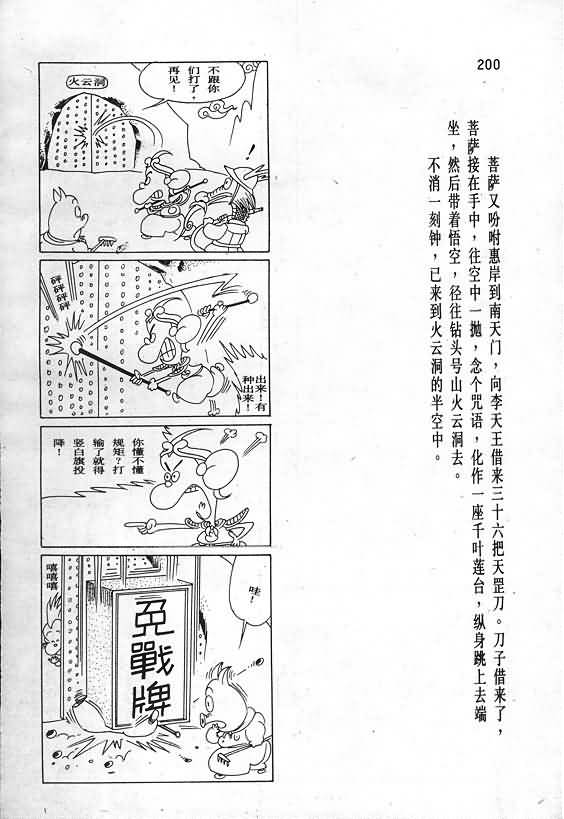 200
菩萨又吩咐惠岸到南天门，向李天王借来三十六把天罡刀。刀子借来了，
菩萨接在手中，往空中一抛，念个咒语，化作一座千叶莲台，纵身跳上去端
坐，然后带着悟空，径往钻头号山火云洞去。
不消一刻钟，已来到火云洞的半空中。
不跟你
们打了，
再见！
火云洞
！
砰砰砰砰
出来！有
种出来！
你懂不懂
规矩？打
输了就得
竖白旗投
降！
哇！
免戰牌
嘻嘻嘻